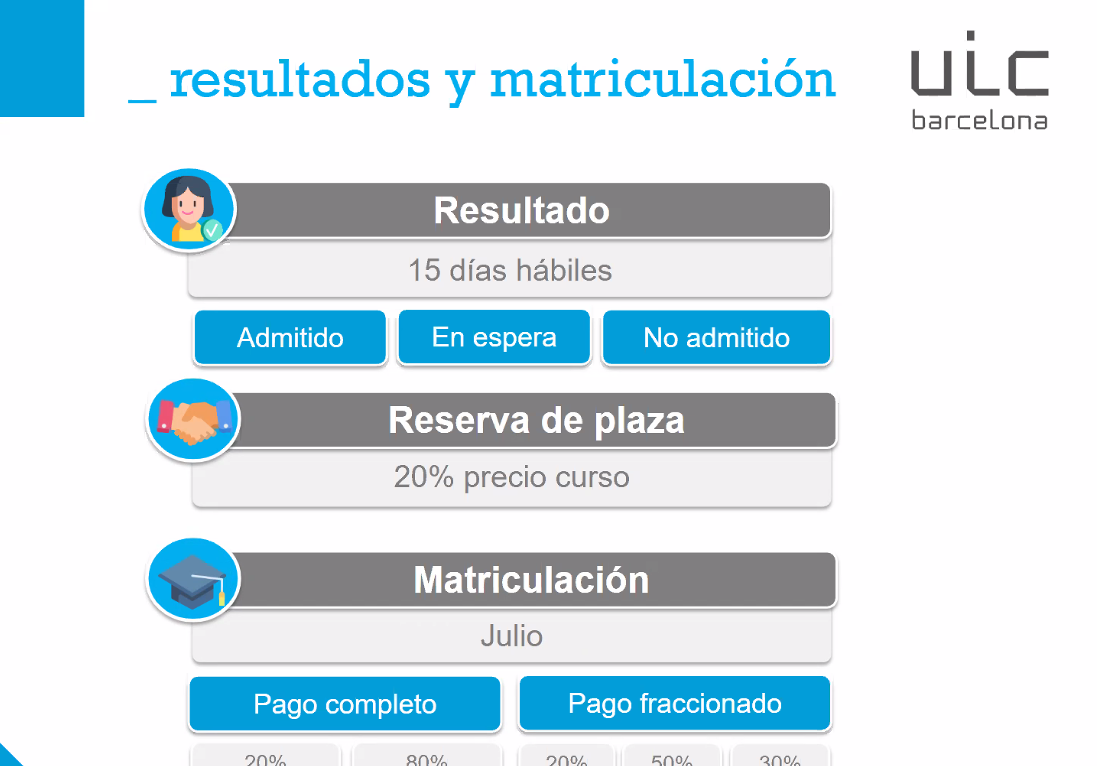 _ resultados y matriculación
uic
barcelona
Resultado
15 días hábiles
Admitido
En espera
No admitido
Reserva de plaza
20% precio curso
Matriculación
Julio
Pago completo
Pago fraccionado
20%
80%
20%
50%
30%